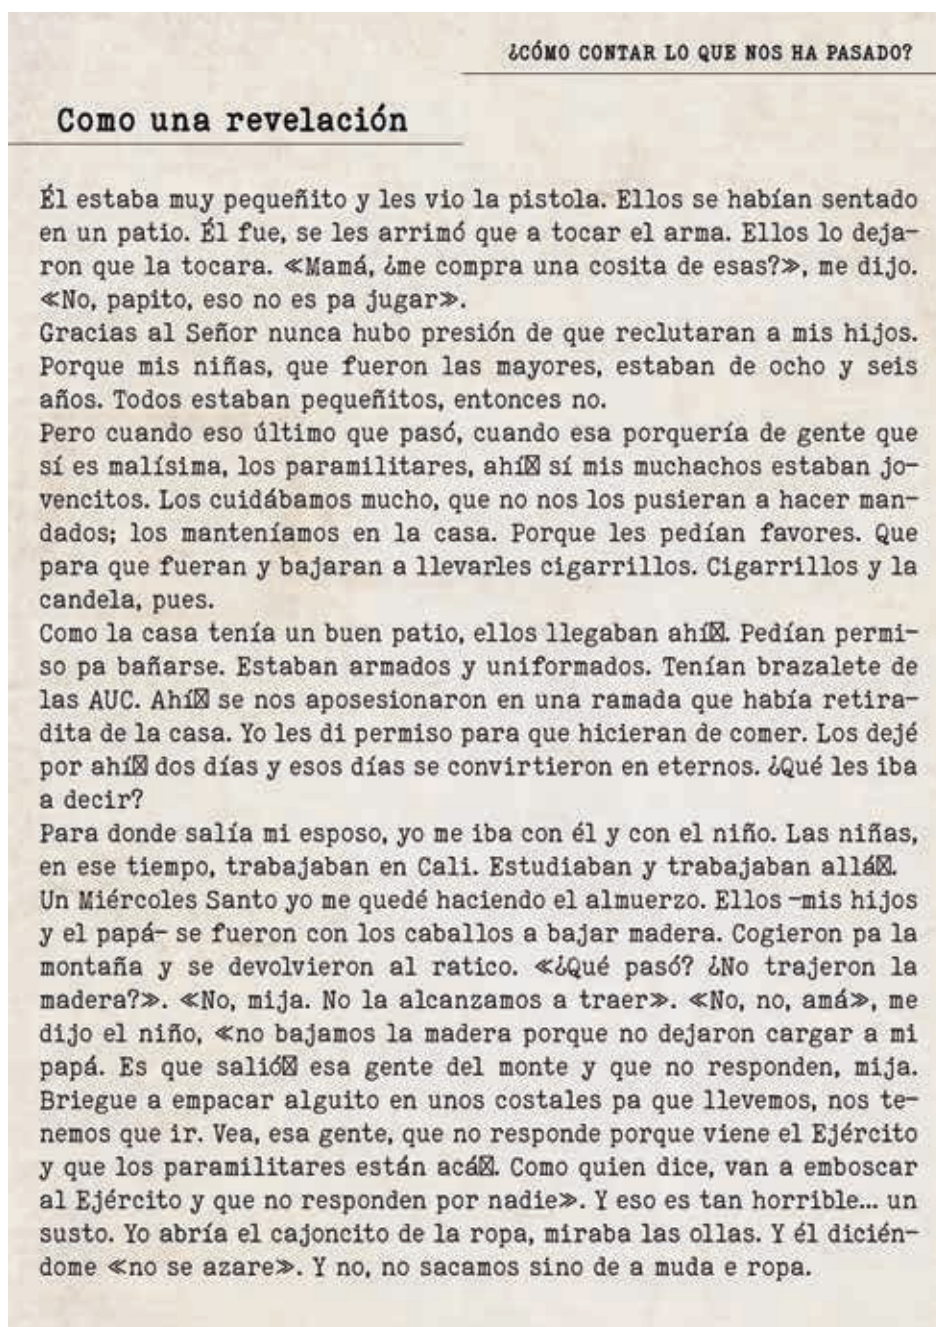 ¿CÓMO CONTAR LO QUE NOS HA PASADO?
Como una revelación
Él estaba muy pequeñito y les vio la pistola. Ellos se habían sentado
en un patio. Él fue, se les arrimó que a tocar el arma. Ellos lo deja-
ron que la tocara. «Mamá, ¿me compra una cosita de esas?», me dijo.
«No, papito, eso no es pa jugar».
Gracias al Señor nunca hubo presión de que reclutaran a mis hijos.
Porque mis niñas, que fueron las mayores, estaban de ocho y seis
años. Todos estaban pequeñitos, entonces no.
Pero cuando eso último que pasó, cuando esa porquería de gente que
sí es malísima, los paramilitares, ahí☒ sí mis muchachos estaban jo-
vencitos. Los cuidábamos mucho, que no nos los pusieran a hacer man-
dados; los manteníamos en la casa. Porque les pedían favores. Que
para que fueran y bajaran a llevarles cigarrillos. Cigarrillos y la
candela, pues.
Como la casa tenía un buen patio, ellos llegaban ahí☒. Pedían permi-
so pa bañarse. Estaban armados y uniformados. Tenían brazalete de
las AUC. Ahí☒ se nos aposesionaron en una ramada que había retira-
dita de la casa. Yo les di permiso para que hicieran de comer. Los dejé
por ahí☒ dos días y esos días se convirtieron en eternos. ¿Qué les iba
a decir?
Para donde salía mi esposo, yo me iba con él y con el niño. Las niñas,
en ese tiempo, trabajaban en Cali. Estudiaban y trabajaban allá☒.
Un Miércoles Santo yo me quedé haciendo el almuerzo. Ellos -mis hijos
y el papá- se fueron con los caballos a bajar madera. Cogieron pa la
montaña y se devolvieron al ratico. «¿Qué pasó? ¿No trajeron la
madera?». «No, mija. No la alcanzamos a traer». «No, no, amá», me
dijo el niño, «no bajamos la madera porque no dejaron cargar a mi
papá. Es que salió☒ esa gente del monte y que no responden, mija.
Briegue a empacar alguito en unos costales pa que llevemos, nos te-
nemos que ir. Vea, esa gente, que no responde porque viene el Ejército
y que los paramilitares están acá☒. Como quien dice, van a emboscar
al Ejército y que no responden por nadie». Y eso es tan horrible... un
susto. Yo abría el cajoncito de la ropa, miraba las ollas. Y él dicién-
dome «no se azare». Y no, no sacamos sino de a muda e ropa.